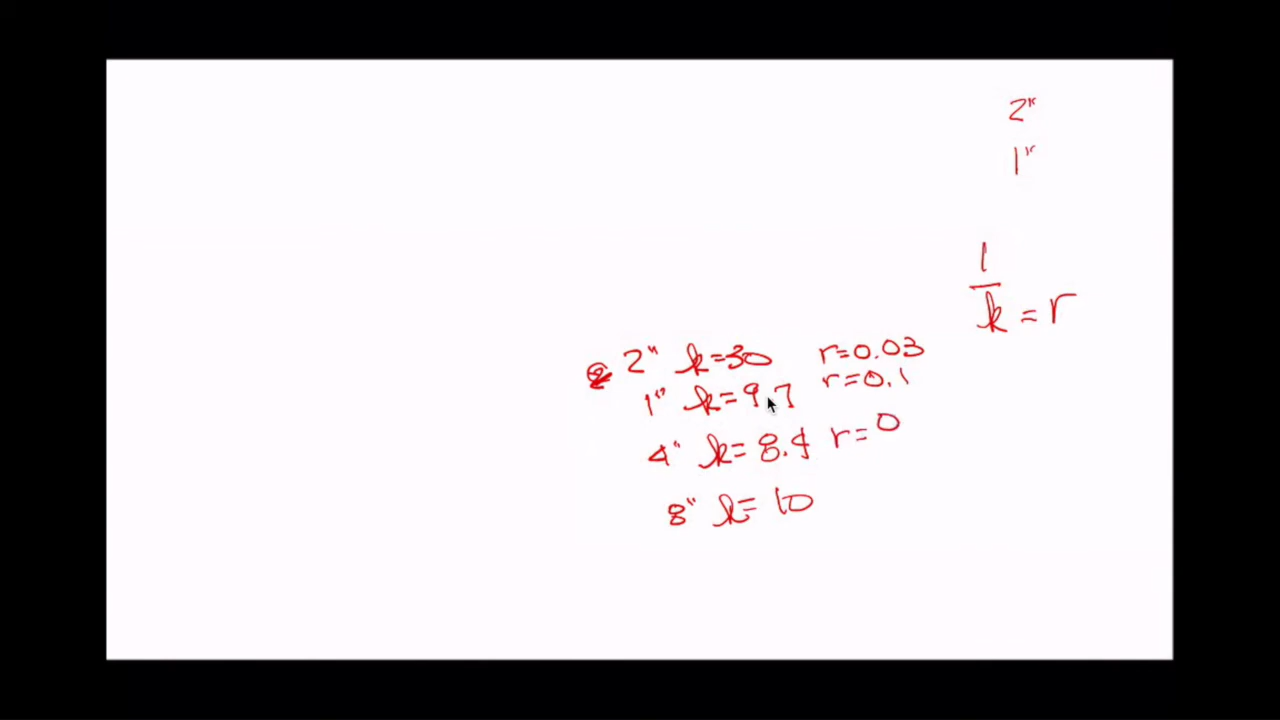 2"
1"
1
k = r
2" k=30 r=0.03
1" k=9.7 r=0.1
4" k=8.4 r=0
8" k=10